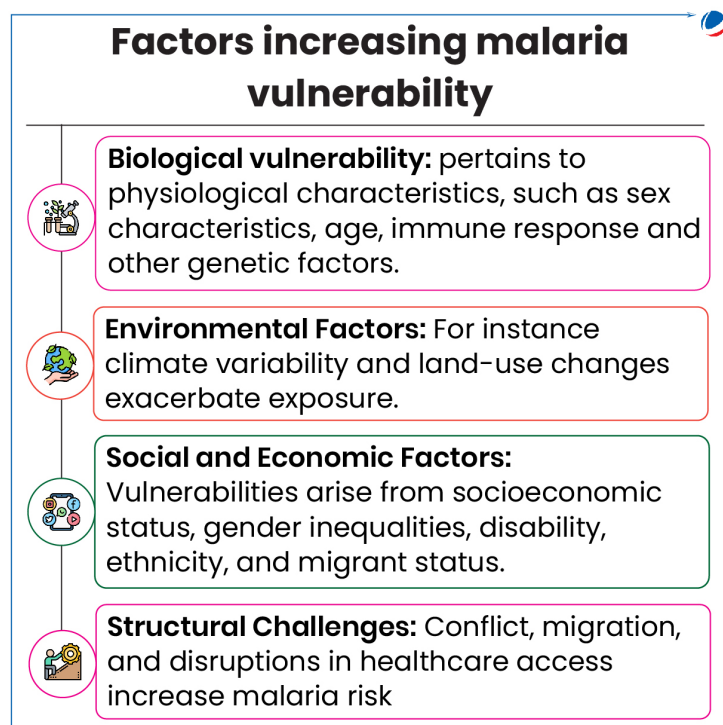 Factors increasing malaria
vulnerability
Biological vulnerability: pertains to
physiological characteristics, such as sex
characteristics, age, immune response and
other genetic factors.
Environmental Factors: For instance
climate variability and land-use changes
exacerbate exposure.
Social and Economic Factors:
Vulnerabilities arise from socioeconomic
status, gender inequalities, disability,
ethnicity, and migrant status.
Structural Challenges: Conflict, migration,
and disruptions in healthcare access
increase malaria risk